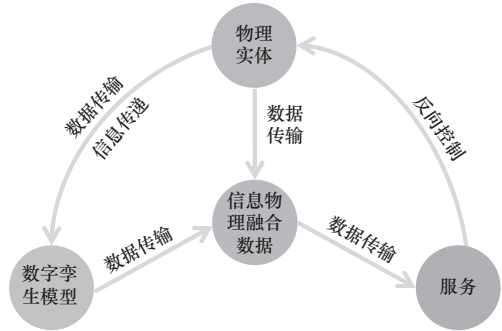 物理
实体
数据传输
信息传递
数据
传输
反向控制
信息物
理融合
数据
数据传输
数据传输
数字孪
生模型
服务